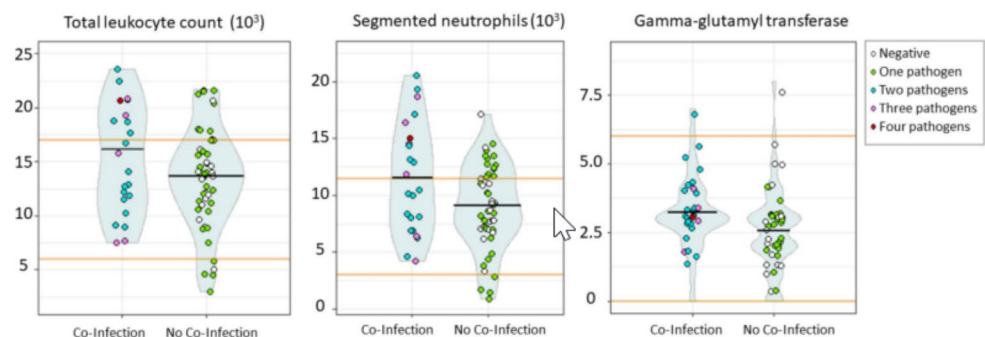 Total leukocyte count (10³)
Segmented neutrophils (10³)
Gamma-glutamyl transferase
25
20
15
10
5
Co-Infection
No Co-Infection
20
15
10
5
0
Co-Infection
No Co-Infection
7.5
5.0
2.5
0
Co-Infection
No Co-Infection
Negative
One pathogen
Two pathogens
Three pathogens
Four pathogens